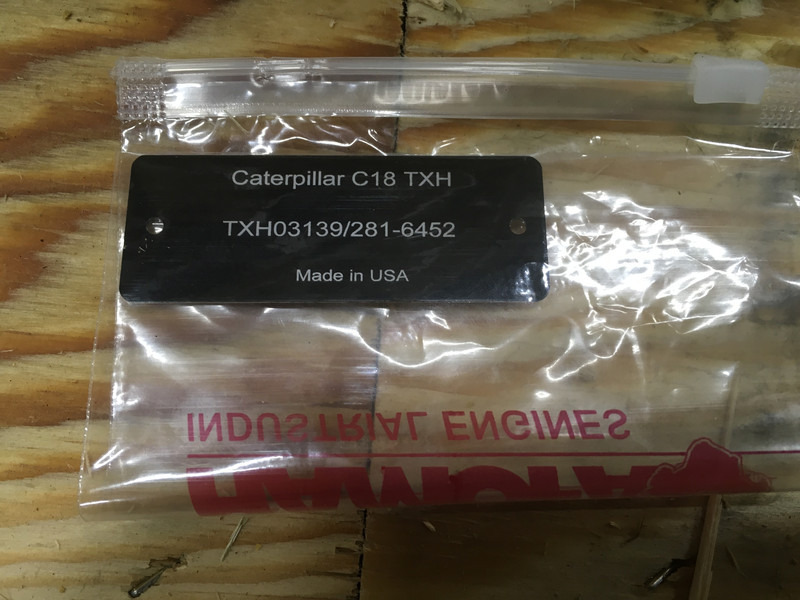 Caterpillar C18 TXH
TXH03139/281-6452
Made in USA
INDUSTRIAL ENGINES